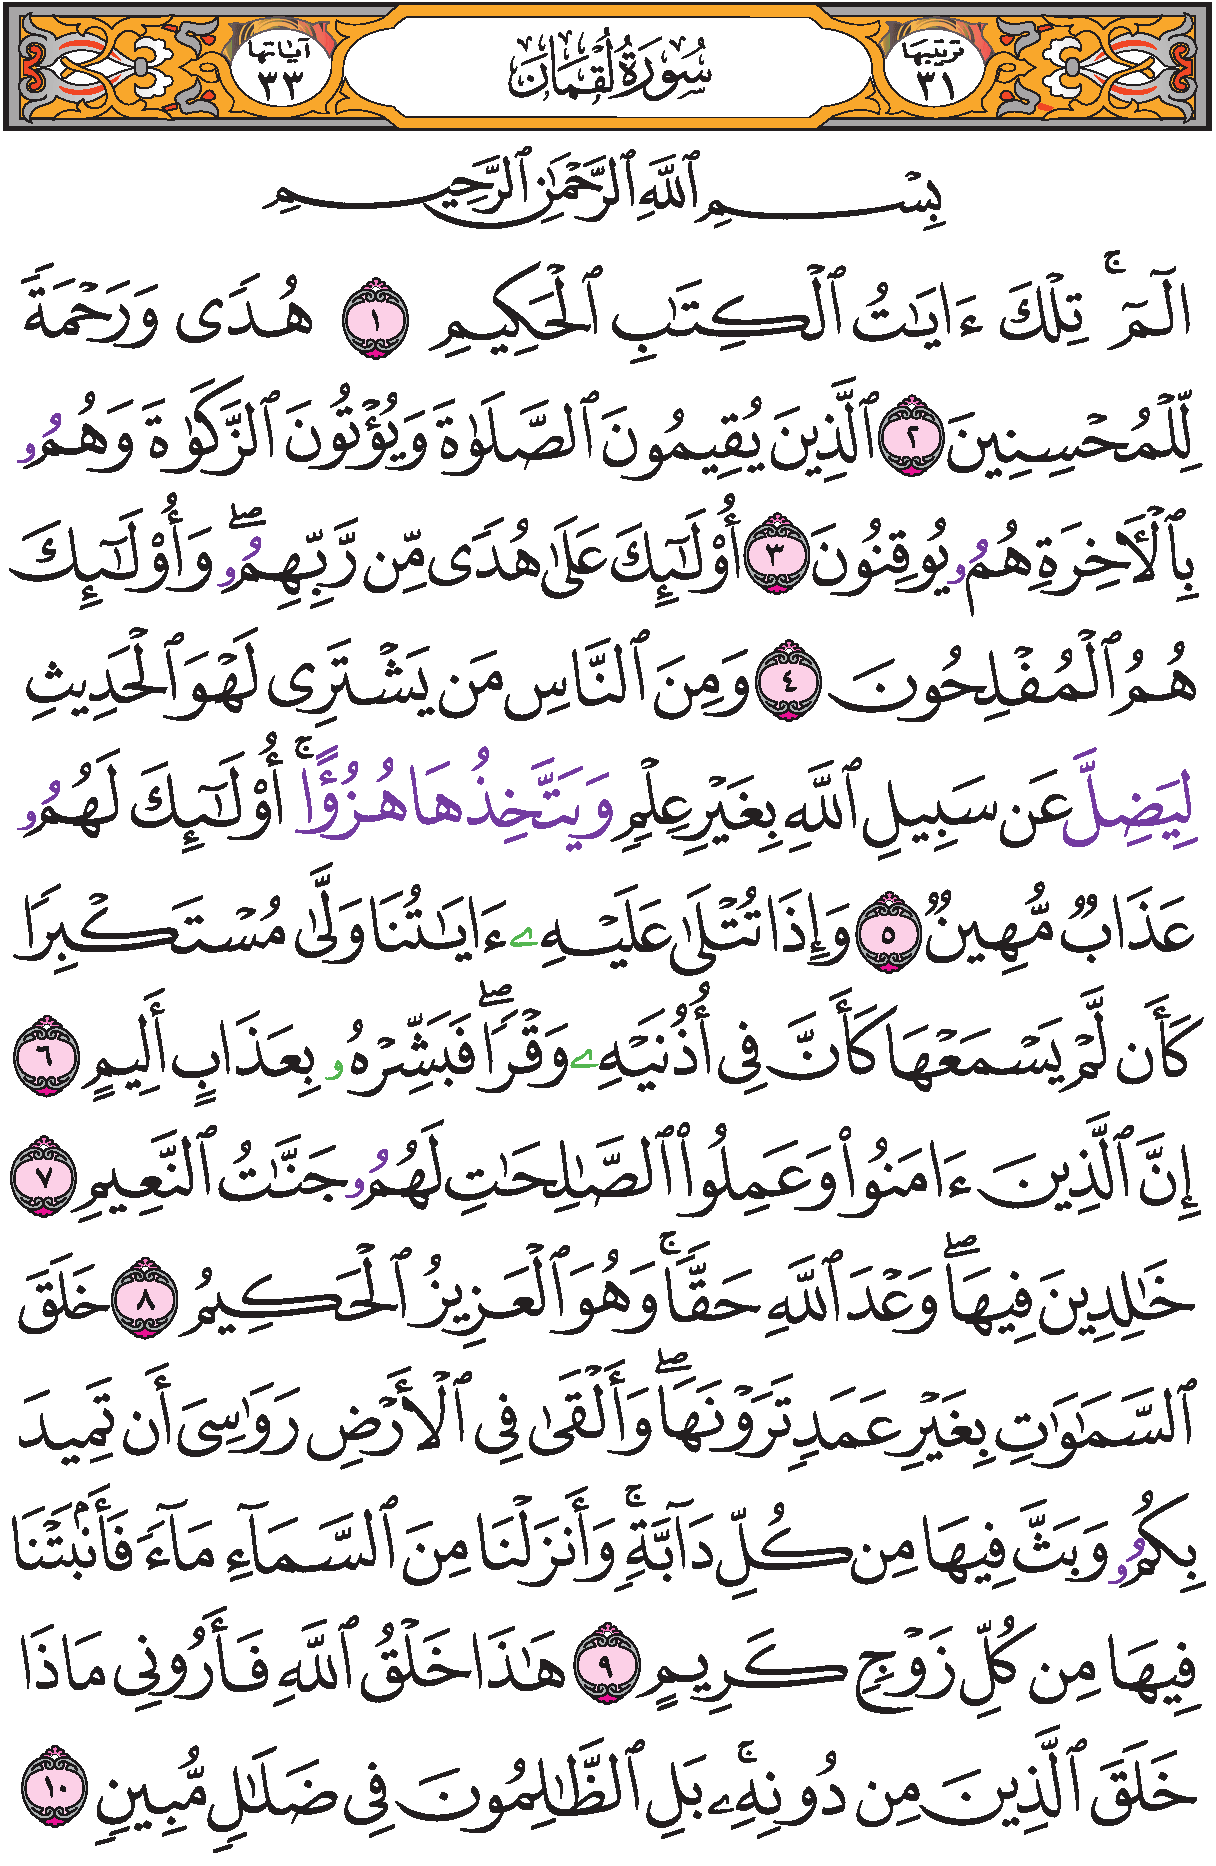 ترتيبها ٣١ سُورَةُ لُقْمَان آياتها ٣٣
بِسْمِ ٱللَّهِ ٱلرَّحْمَٰنِ ٱلرَّحِيمِ
الٓمٓ ۚ تِلْكَ ءَايَٰتُ ٱلْكِتَٰبِ ٱلْحَكِيمِ ١ هُدًى وَرَحْمَةً
لِّلْمُحْسِنِينَ ٢ ٱلَّذِينَ يُقِيمُونَ ٱلصَّلَوٰةَ وَيُؤْتُونَ ٱلزَّكَوٰةَ وَهُمُۥ
بِٱلْأَخِرَةِ هُمُۥ يُوقِنُونَ ٣ أُوْلَٰٓئِكَ عَلَىٰ هُدًى مِّن رَّبِّهِمُۥ ۖ وَأُوْلَٰٓئِكَ
هُمُ ٱلْمُفْلِحُونَ ٤ وَمِنَ ٱلنَّاسِ مَن يَشْتَرِى لَهْوَ ٱلْحَدِيثِ
لِيَضِلَّ عَن سَبِيلِ ٱللَّهِ بِغَيْرِ عِلْمٍ وَيَتَّخِذُهَا هُزُؤًا ۚ أُوْلَٰٓئِكَ لَهُمُۥ
عَذَابٌ مُّهِينٌ ٥ وَإِذَا تُتْلَىٰ عَلَيْهِۦ ءَايَٰتُنَا وَلَّىٰ مُسْتَكْبِرًا
كَأَن لَّمْ يَسْمَعْهَا كَأَنَّ فِى أُذُنَيْهِۦ وَقْرًا ۖ فَبَشِّرْهُۥ بِعَذَابٍ أَلِيمٍ ٦
إِنَّ ٱلَّذِينَ ءَامَنُوا۟ وَعَمِلُوا۟ ٱلصَّٰلِحَٰتِ لَهُمُۥ جَنَّٰتُ ٱلنَّعِيمِ ٧
خَٰلِدِينَ فِيهَا ۖ وَعْدَ ٱللَّهِ حَقًّا ۚ وَهُوَ ٱلْعَزِيزُ ٱلْحَكِيمُ ٨ خَلَقَ
ٱلسَّمَٰوَٰتِ بِغَيْرِ عَمَدٍ تَرَوْنَهَا ۖ وَأَلْقَىٰ فِى ٱلْأَرْضِ رَوَٰسِىَ أَن تَمِيدَ
بِكُمُۥ وَبَثَّ فِيهَا مِن كُلِّ دَآبَّةٍ ۚ وَأَنزَلْنَا مِنَ ٱلسَّمَآءِ مَآءً فَأَنۢبَتْنَا
فِيهَا مِن كُلِّ زَوْجٍ كَرِيمٍ ٩ هَٰذَا خَلْقُ ٱللَّهِ فَأَرُونِى مَاذَا
خَلَقَ ٱلَّذِينَ مِن دُونِهِۦ ۚ بَلِ ٱلظَّٰلِمُونَ فِى ضَلَٰلٍ مُّبِينٍ ١٠